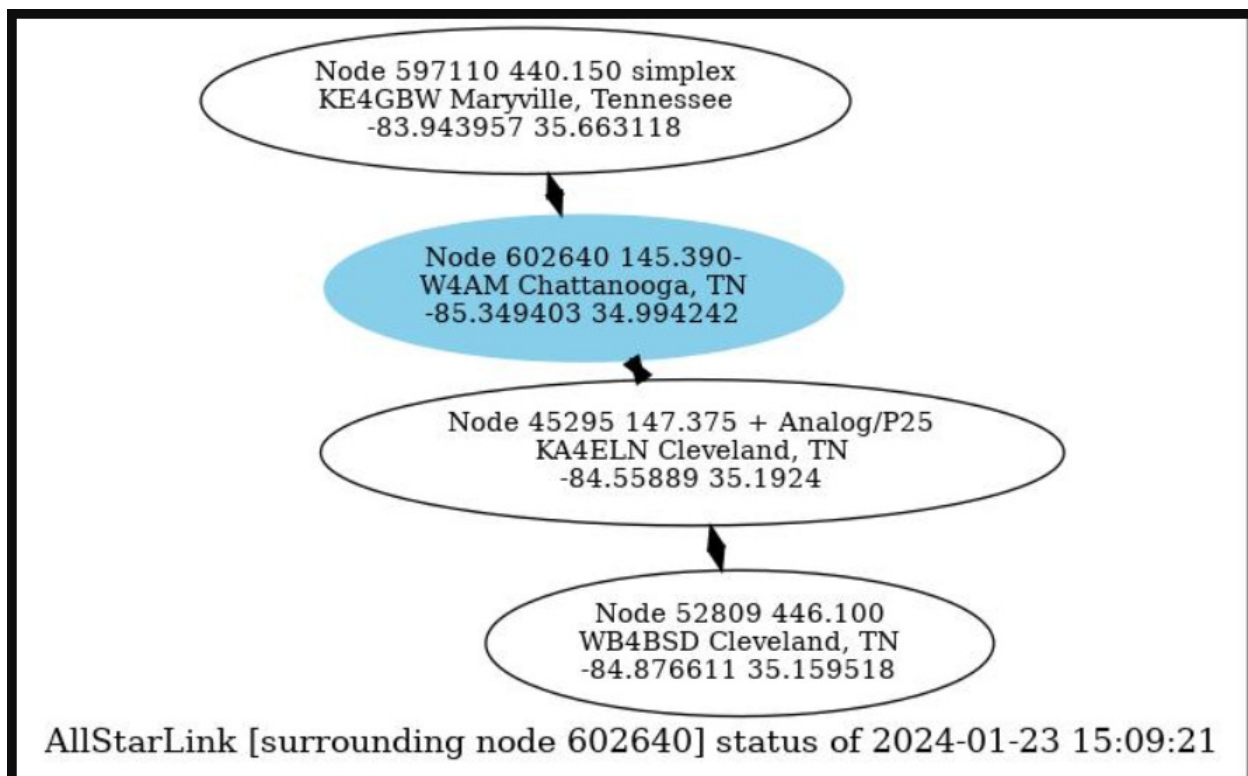 Node 597110 440.150 simplex
KE4GBW Maryville, Tennessee
-83.943957 35.663118
Node 602640 145.390-
W4AM Chattanooga, TN
-85.349403 34.994242
Node 45295 147.375 + Analog/P25
KA4ELN Cleveland, TN
-84.55889 35.1924
Node 52809 446.100
WB4BSD Cleveland, TN
-84.876611 35.159518
AllStarLink [surrounding node 602640] status of 2024-01-23 15:09:21